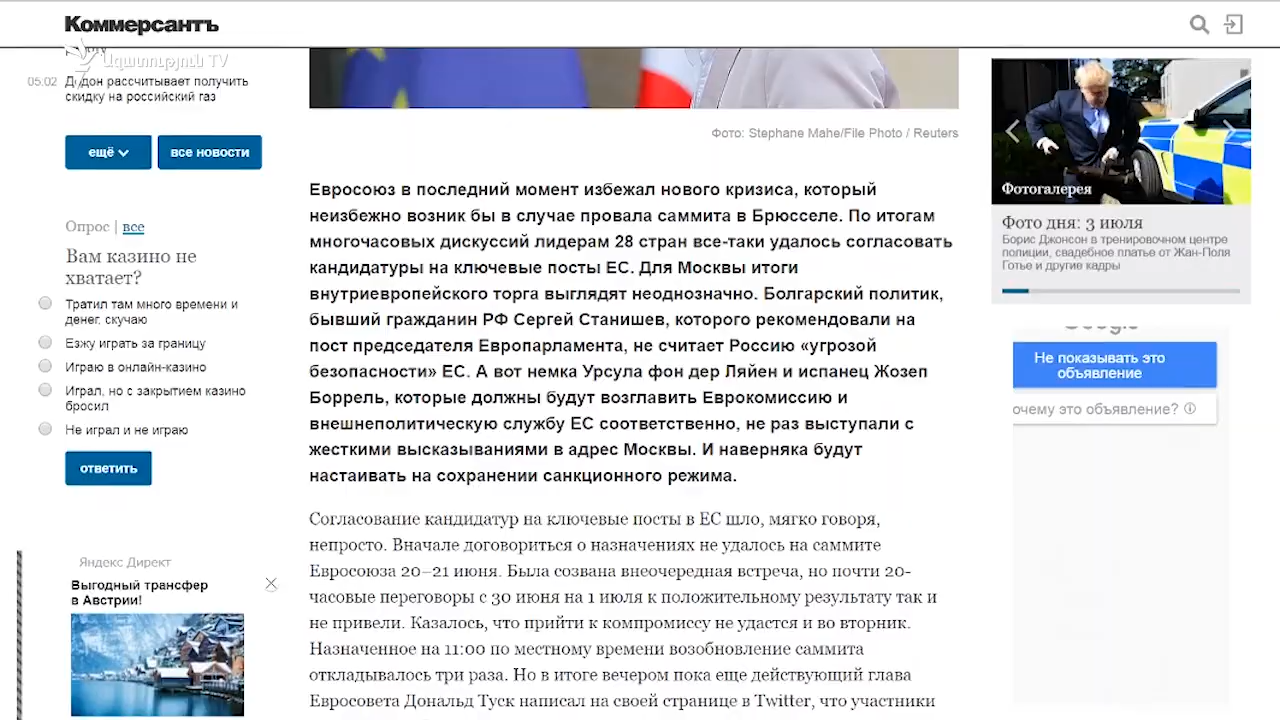 Коммерсантъ
Ազատություն TV
05:02 Додон рассчитывает получить
скидку на российский газ
ещё
все новости
Опрос | все
Вам казино не
хватает?
Тратил там много времени и
денег, скучаю
Езжу играть за границу
Играю в онлайн-казино
Играл, но с закрытием казино
бросил
Не играл и не играю
ответить
Яндекс Директ
Выгодный трансфер
в Австрии!
Фото: Stephane Mahe/File Photo / Reuters
Евросоюз в последний момент избежал нового кризиса, который
неизбежно возник бы в случае провала саммита в Брюсселе. По итогам
многочасовых дискуссий лидерам 28 стран все-таки удалось согласовать
кандидатуры на ключевые посты ЕС. Для Москвы итоги
внутриевропейского торга выглядят неоднозначно. Болгарский политик,
бывший гражданин РФ Сергей Станишев, которого рекомендовали на
пост председателя Европарламента, не считает Россию «угрозой
безопасности» ЕС. А вот немка Урсула фон дер Ляйен и испанец Жозеп
Боррель, которые должны будут возглавить Еврокомиссию и
внешнеполитическую службу ЕС соответственно, не раз выступали с
жесткими высказываниями в адрес Москвы. И наверняка будут
настаивать на сохранении санкционного режима.
Согласование кандидатур на ключевые посты в ЕС шло, мягко говоря,
непросто. Вначале договориться о назначениях не удалось на саммите
Евросоюза 20–21 июня. Была созвана внеочередная встреча, но почти 20-
часовые переговоры с 30 июня на 1 июля к положительному результату так и
не привели. Казалось, что прийти к компромиссу не удастся и во вторник.
Назначенное на 11:00 по местному времени возобновление саммита
откладывалось три раза. Но в итоге вечером пока еще действующий глава
Евросовета Дональд Туск написал на своей странице в Twitter, что участники
Фотогалерея
Фото дня: 3 июля
Борис Джонсон в тренировочном центре
полиции, свадебное платье от Жан-Поля
Готье и другие кадры
Google
Не показывать это
объявление
очему это объявление?